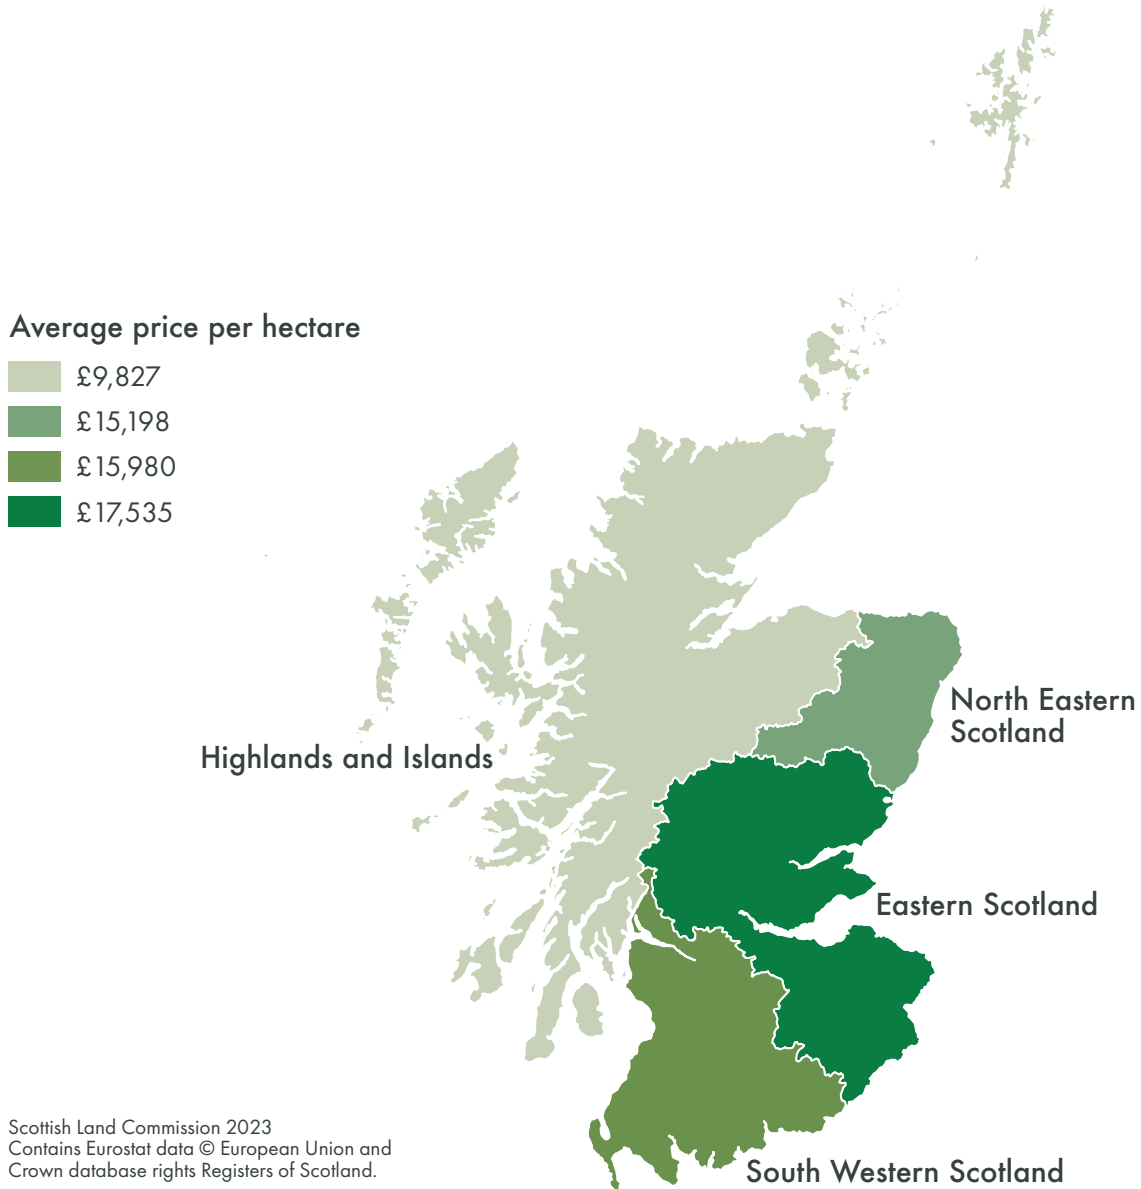 Average price per hectare
£9,827
£15,198
£15,980
£17,535
North Eastern
Scotland
Highlands and Islands
Eastern Scotland
South Western Scotland
Scottish Land Commission 2023
Contains Eurostat data © European Union and
Crown database rights Registers of Scotland.